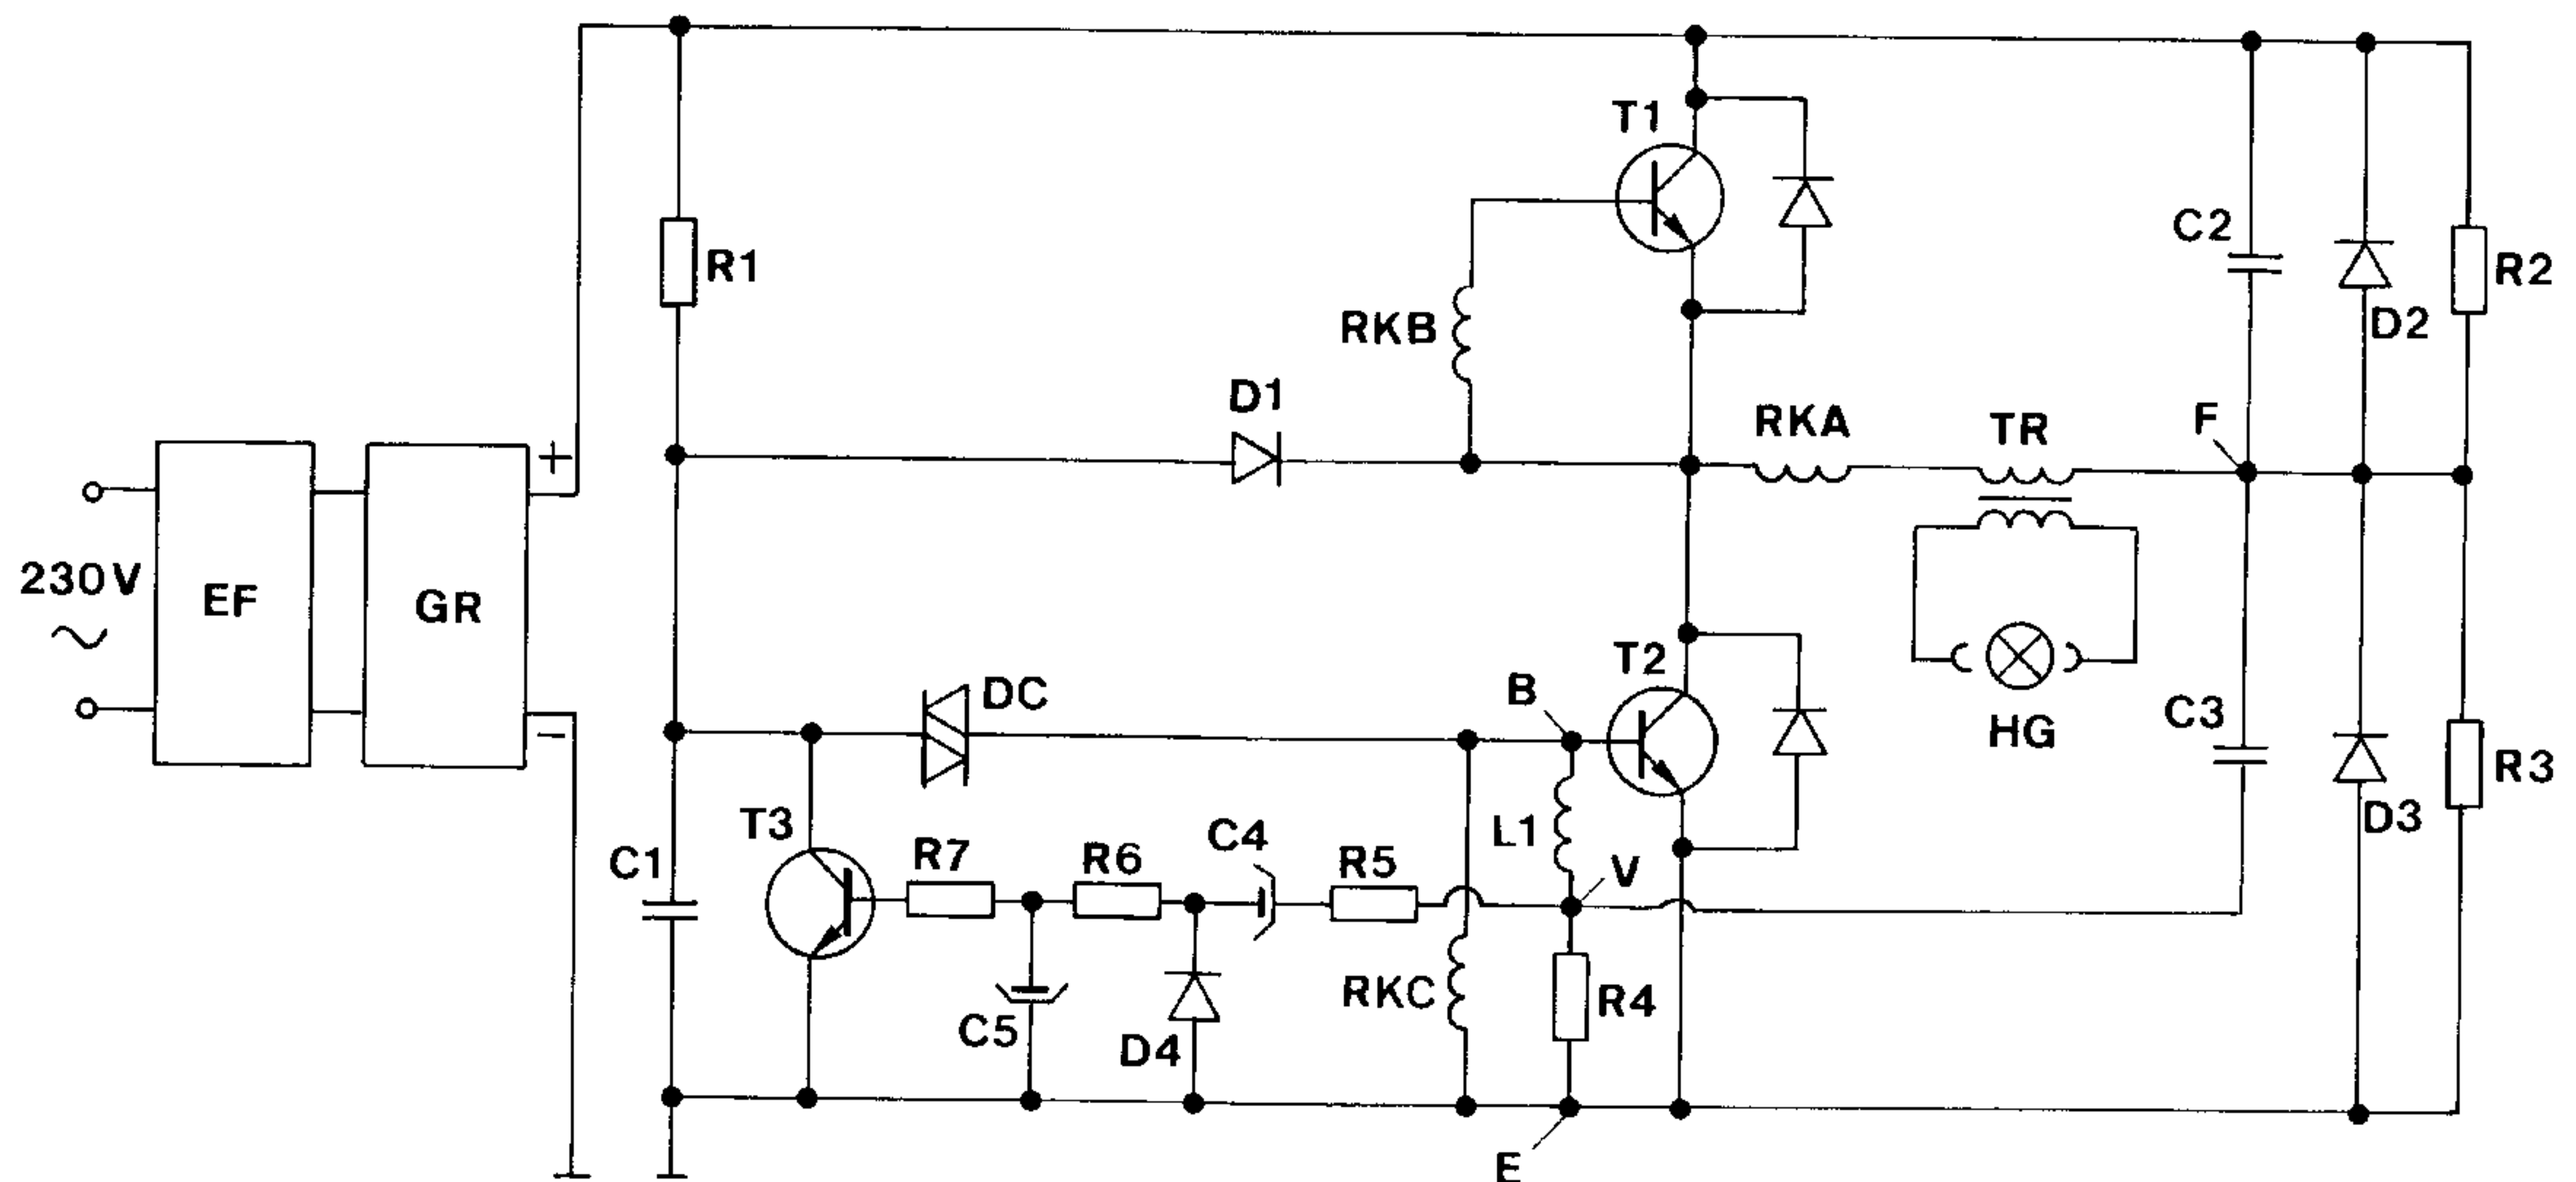 T1
C2
R2
R1
D2
RKB
D1
RKA
TR
F
+
230V
~
EF
GR
−
T2
B
DC
HG
C3
R3
D3
T3
C4
L1
V
C1
R7
R6
R5
RKC
R4
C5
D4
E